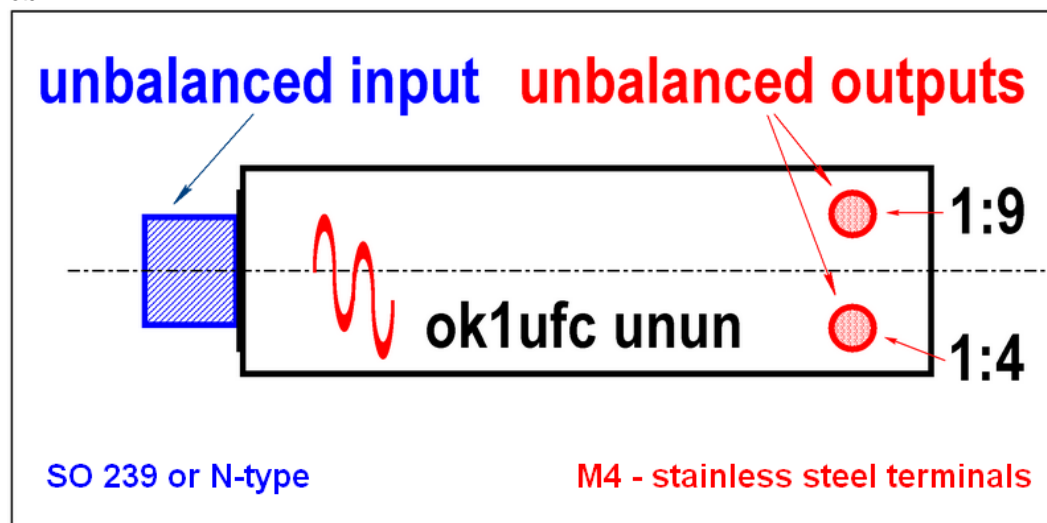 unbalanced input unbalanced outputs
1:9
ok1ufc unun
1:4
SO 239 or N-type M4 - stainless steel terminals